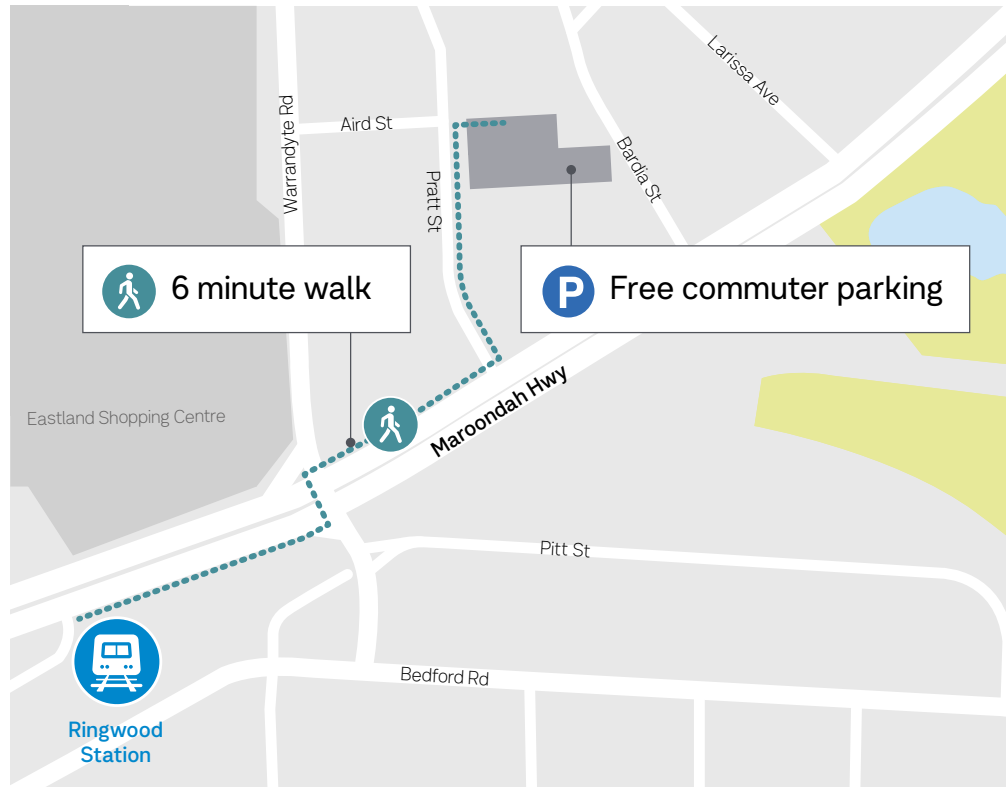 Larissa Ave
Warrandyte Rd
Aird St
Bardia St
Pratt St
6 minute walk
P Free commuter parking
Eastland Shopping Centre
Maroondah Hwy
Pitt St
Bedford Rd
Ringwood
Station